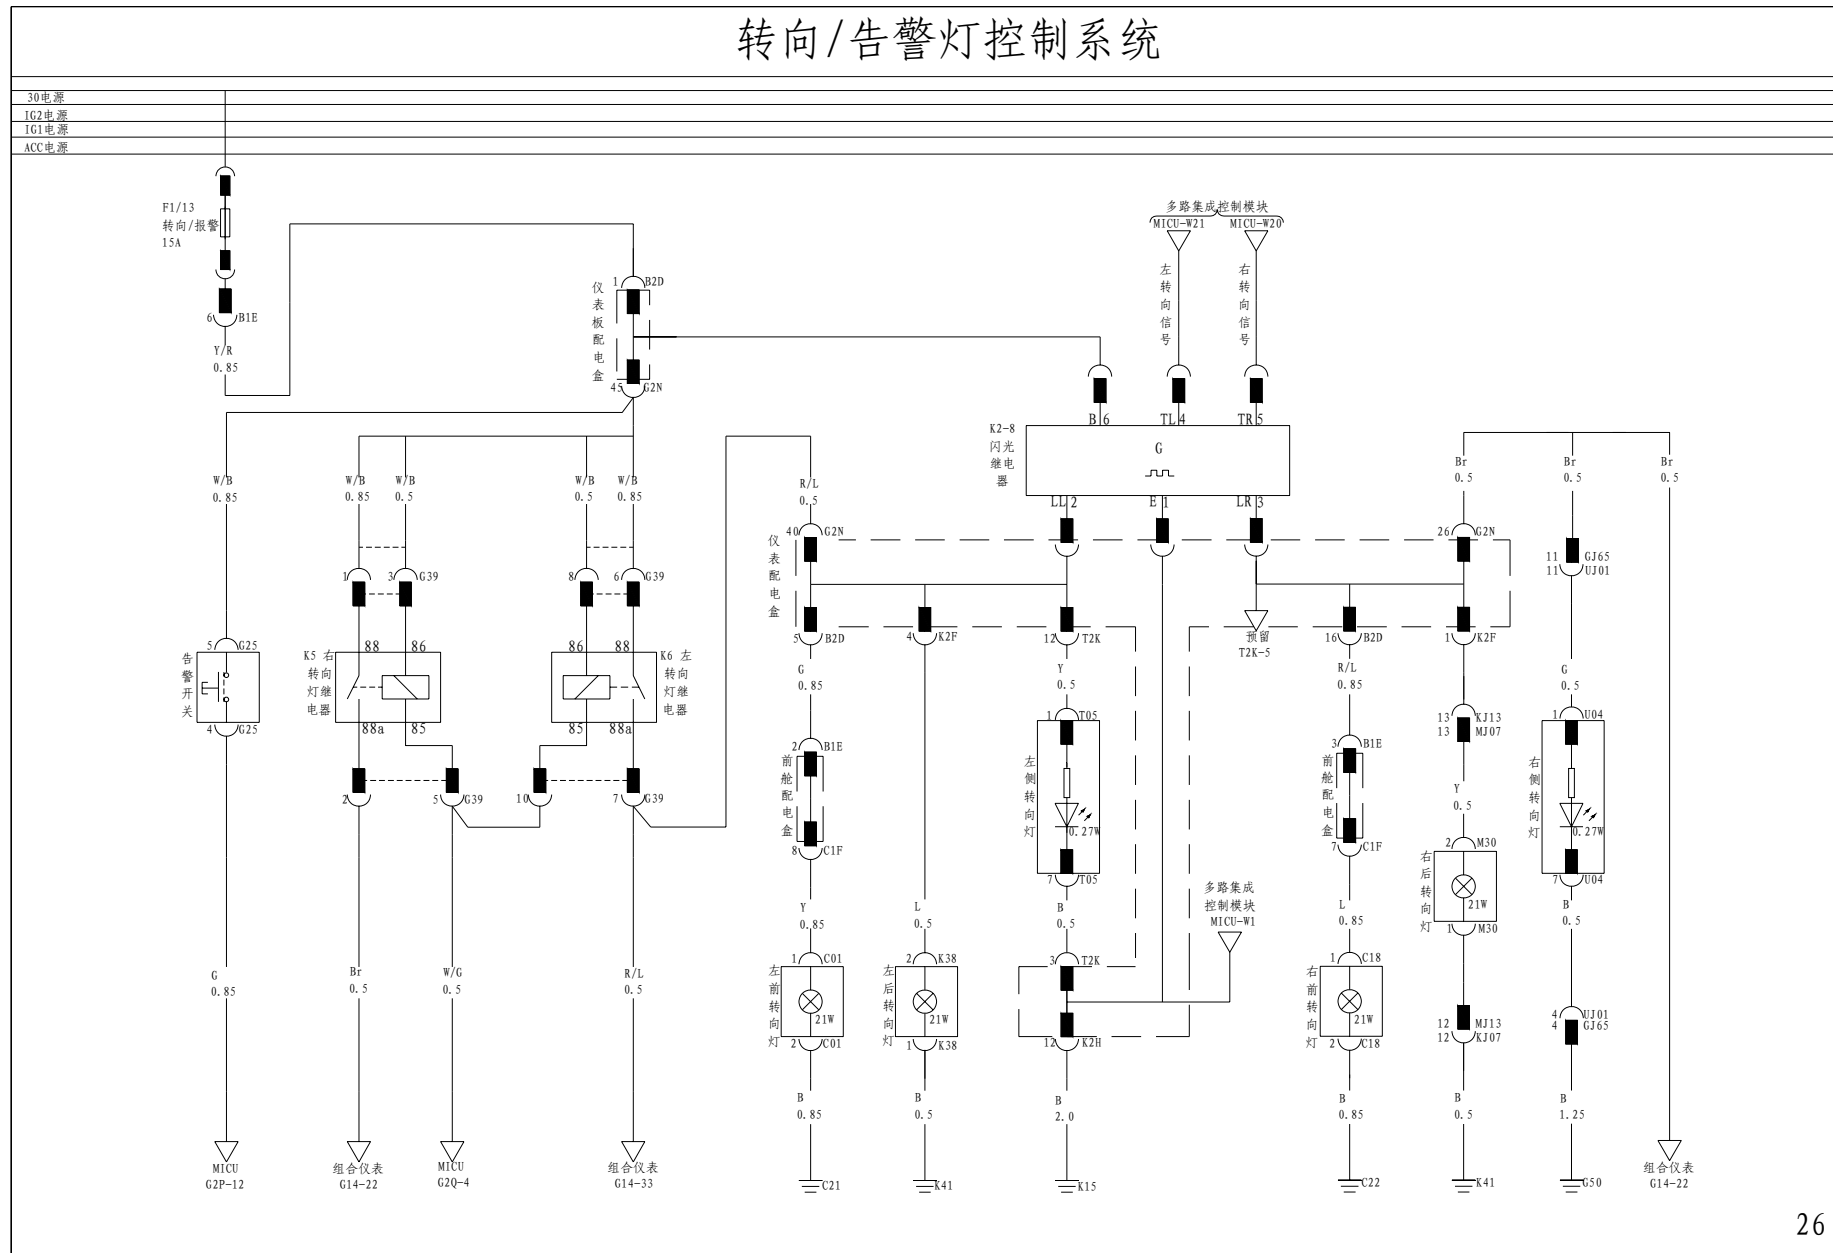 转向/告警灯控制系统
30电源
IG2电源
IG1电源
ACC电源
F1/13
转向/报警
15A
6 B1E
Y/R
0.85
1 B2D
仪表板配电盒
45 G2N
多路集成控制模块
MICU-W21 MICU-W20
左转向信号
右转向信号
B 6 TL 4 TR 5
K2-8
闪光继电器
G
LL 2 E 1 LR 3
W/B
0.85
W/B
0.85
W/B
0.5
W/B
0.5
W/B
0.85
R/L
0.5
Br
0.5
Br
0.5
Br
0.5
1 3 G39
8 6 G39
40 G2N
仪表配电盒
26 G2N
11 GJ65
11 UJ01
5 B2D
4 K2F
12 T2K
预留
T2K-5
16 B2D
1 K2F
5 G25
告警开关
4 G25
88 86
K5 右转向灯继电器
88a 85
86 88
K6 左转向灯继电器
85 88a
2 5 G39
10 7 G39
G
0.85
Y
0.5
R/L
0.85
G
0.5
13 KJ13
13 MJ07
1 T05
左侧转向灯
0.27W
7 T05
1 U04
右侧转向灯
0.27W
7 U04
2 B1E
前舱配电盒
8 C1F
3 B1E
前舱配电盒
7 C1F
Y
0.5
2 M30
右后转向灯
21W
1 M30
多路集成
控制模块
MICU-W1
Y
0.85
L
0.5
B
0.5
L
0.85
B
0.5
G
0.85
Br
0.5
W/G
0.5
R/L
0.5
1 C01
左前转向灯
21W
2 C01
2 K38
左后转向灯
21W
1 K38
3 T2K
12 K2H
1 C18
右前转向灯
21W
2 C18
12 MJ13
12 KJ07
4 UJ01
4 GJ65
B
0.85
B
0.5
B
2.0
B
0.85
B
0.5
B
1.25
MICU
G2P-12
组合仪表
G14-22
MICU
G2Q-4
组合仪表
G14-33
C21
K41
K15
C22
K41
G50
组合仪表
G14-22
26